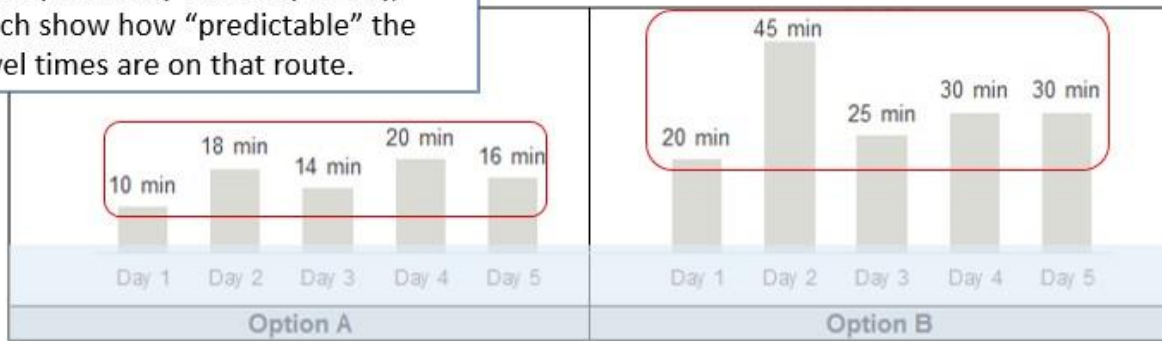 ch show how “predictable” the
vel times are on that route.
10 min 18 min 14 min 20 min 16 min
20 min 45 min 25 min 30 min 30 min
Day 1 Day 2 Day 3 Day 4 Day 5
Day 1 Day 2 Day 3 Day 4 Day 5
Option A
Option B